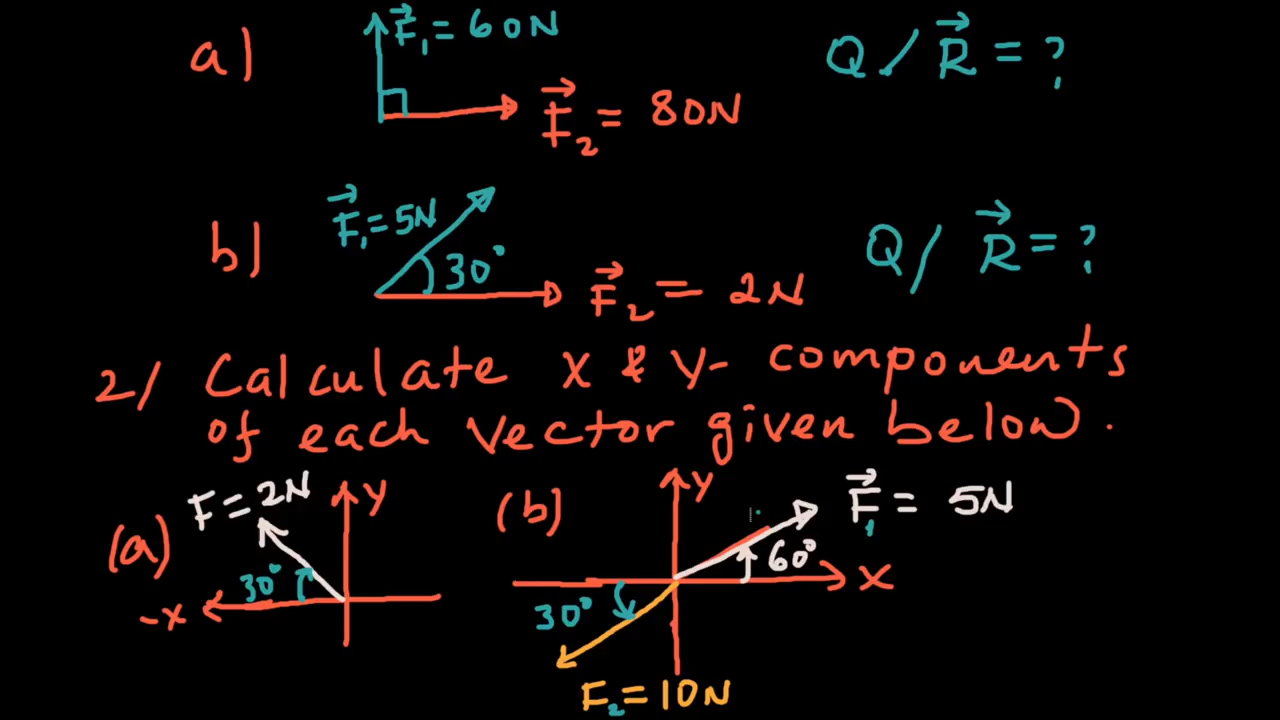 a) F₁ = 60N Q/ R = ?
F₂ = 80N
b) F₁ = 5N 30° Q/ R = ?
F₂ = 2N
2/ Calculate x & y- components
of each vector given below.
(a) F = 2N y 30° -x
(b) y F₁ = 5N 60° x
30°
F₂ = 10N